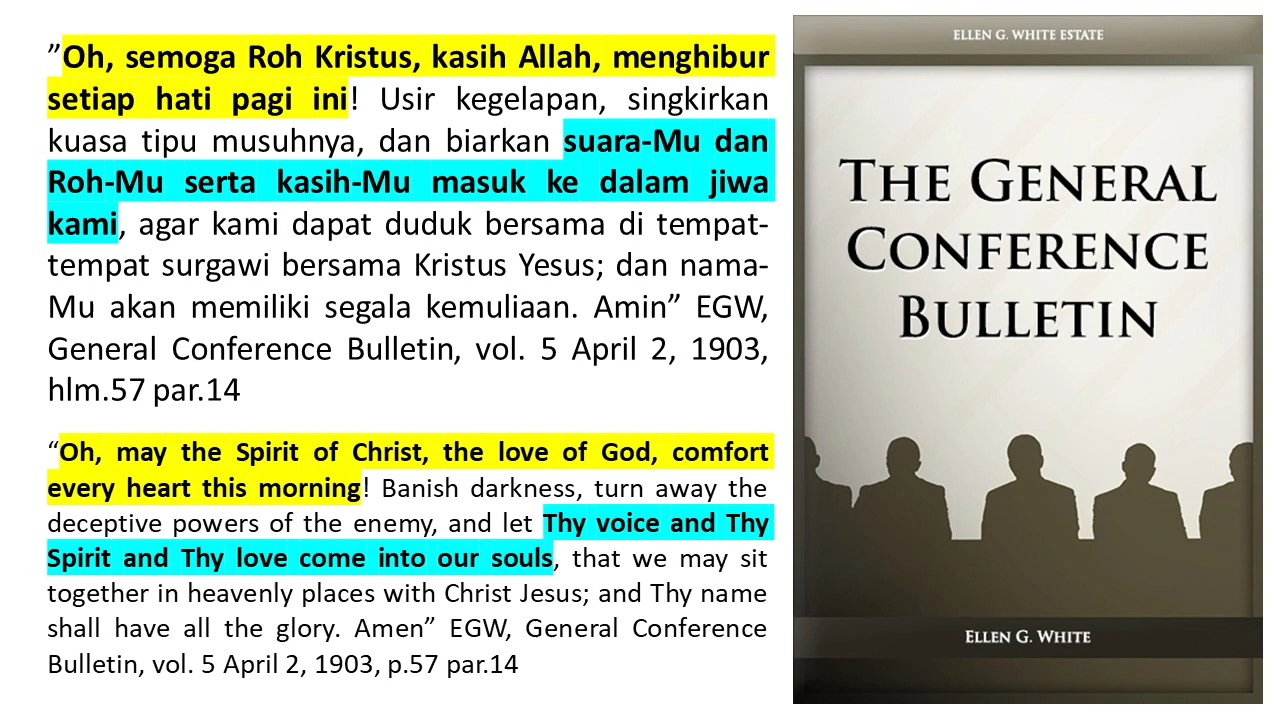 ”Oh, semoga Roh Kristus, kasih Allah, menghibur
setiap hati pagi ini! Usir kegelapan, singkirkan
kuasa tipu musuhnya, dan biarkan suara-Mu dan
Roh-Mu serta kasih-Mu masuk ke dalam jiwa
kami, agar kami dapat duduk bersama di tempat-
tempat surgawi bersama Kristus Yesus; dan nama-
Mu akan memiliki segala kemuliaan. Amin” EGW,
General Conference Bulletin, vol. 5 April 2, 1903,
hlm.57 par.14
“Oh, may the Spirit of Christ, the love of God, comfort
every heart this morning! Banish darkness, turn away the
deceptive powers of the enemy, and let Thy voice and Thy
Spirit and Thy love come into our souls, that we may sit
together in heavenly places with Christ Jesus; and Thy name
shall have all the glory. Amen” EGW, General Conference
Bulletin, vol. 5 April 2, 1903, p.57 par.14
ELLEN G. WHITE ESTATE
THE GENERAL
CONFERENCE
BULLETIN
ELLEN G. WHITE